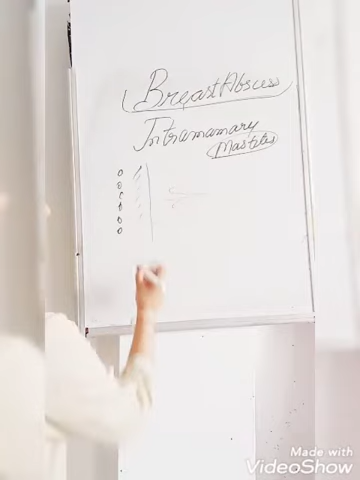 Breast Abscess
Intramamary
Mastitis
Made with
VideoShow